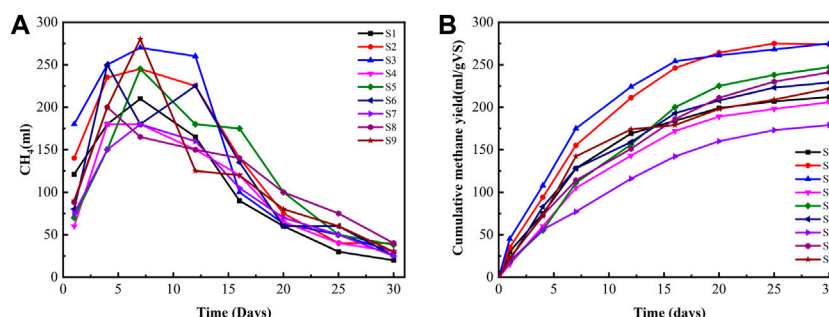 A
300
250
200
150
100
50
0
CH4(ml)
0 5 10 15 20 25 30
Time (Days)
S1
S2
S3
S4
S5
S6
S7
S8
S9
B
300
250
200
150
100
50
0
Cumulative methane yield(ml/gVS)
0 5 10 15 20 25 30
Time (days)
S
S
S
S
S
S
S
S
S